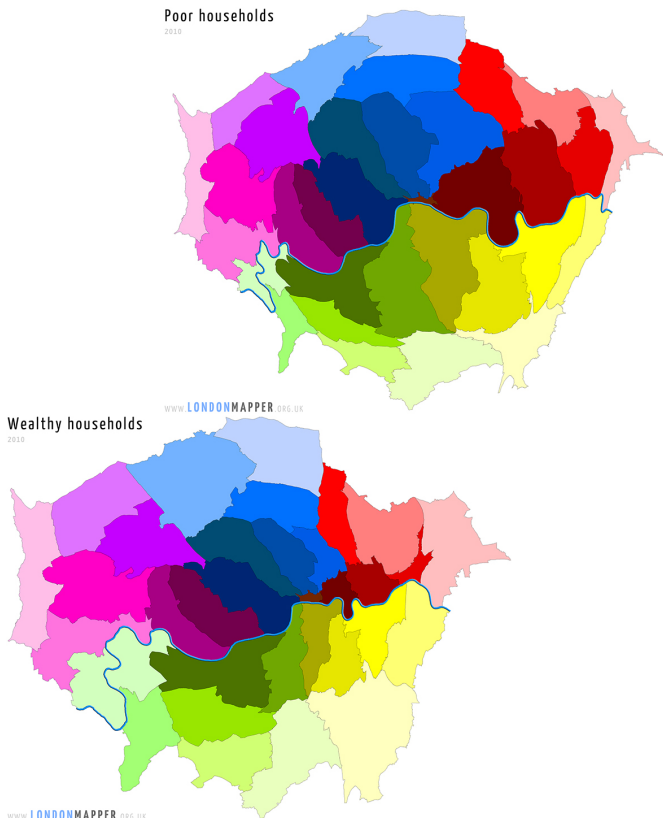 Poor households
2010
WWW.LONDONMAPPER.ORG.UK
Wealthy households
2010
WWW.LONDONMAPPER.ORG.UK